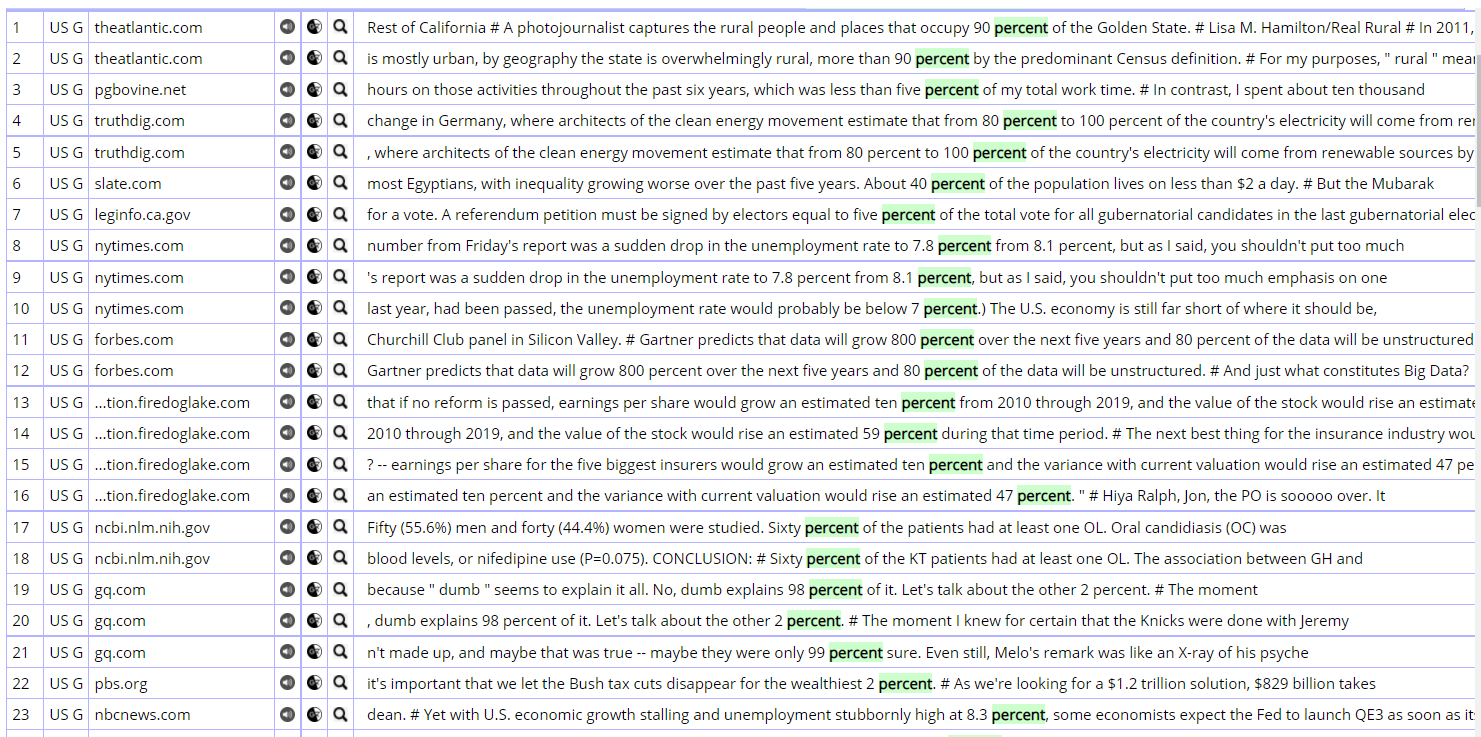 1 US G theatlantic.com Rest of California # A photojournalist captures the rural people and places that occupy 90 percent of the Golden State. # Lisa M. Hamilton/Real Rural # In 2011,
2 US G theatlantic.com is mostly urban, by geography the state is overwhelmingly rural, more than 90 percent by the predominant Census definition. # For my purposes, " rural "
3 US G pgbovine.net hours on those activities throughout the past six years, which was less than five percent of my total work time. # In contrast, I spent about ten thousand
4 US G truthdig.com change in Germany, where architects of the clean energy movement estimate that from 80 percent to 100 percent of the country's electricity will come from
5 US G truthdig.com , where architects of the clean energy movement estimate that from 80 percent to 100 percent of the country's electricity will come from renewable sources by
6 US G slate.com most Egyptians, with inequality growing worse over the past five years. About 40 percent of the population lives on less than $2 a day. # But the Mubarak
7 US G leginfo.ca.gov for a vote. A referendum petition must be signed by electors equal to five percent of the total vote for all gubernatorial candidates in the last gubernatorial
8 US G nytimes.com number from Friday's report was a sudden drop in the unemployment rate to 7.8 percent from 8.1 percent, but as I said, you shouldn't put too much
9 US G nytimes.com 's report was a sudden drop in the unemployment rate to 7.8 percent from 8.1 percent, but as I said, you shouldn't put too much emphasis on one
10 US G nytimes.com last year, had been passed, the unemployment rate would probably be below 7 percent.) The U.S. economy is still far short of where it should be,
11 US G forbes.com Churchill Club panel in Silicon Valley. # Gartner predicts that data will grow 800 percent over the next five years and 80 percent of the data will be unstructured
12 US G forbes.com Gartner predicts that data will grow 800 percent over the next five years and 80 percent of the data will be unstructured. # And just what constitutes Big Data?
13 US G ...tion.firedoglake.com that if no reform is passed, earnings per share would grow an estimated ten percent from 2010 through 2019, and the value of the stock would rise an
14 US G ...tion.firedoglake.com 2010 through 2019, and the value of the stock would rise an estimated 59 percent during that time period. # The next best thing for the insurance industry
15 US G ...tion.firedoglake.com ? -- earnings per share for the five biggest insurers would grow an estimated ten percent and the variance with current valuation would rise an estimated 47
16 US G ...tion.firedoglake.com an estimated ten percent and the variance with current valuation would rise an estimated 47 percent. " # Hiya Ralph, Jon, the PO is sooooo over. It
17 US G ncbi.nlm.nih.gov Fifty (55.6%) men and forty (44.4%) women were studied. Sixty percent of the patients had at least one OL. Oral candidiasis (OC) was
18 US G ncbi.nlm.nih.gov blood levels, or nifedipine use (P=0.075). CONCLUSION: # Sixty percent of the KT patients had at least one OL. The association between GH and
19 US G gq.com because " dumb " seems to explain it all. No, dumb explains 98 percent of it. Let's talk about the other 2 percent. # The moment
20 US G gq.com , dumb explains 98 percent of it. Let's talk about the other 2 percent. # The moment I knew for certain that the Knicks were done with Jeremy
21 US G gq.com n't made up, and maybe that was true -- maybe they were only 99 percent sure. Even still, Melo's remark was like an X-ray of his psyche
22 US G pbs.org it's important that we let the Bush tax cuts disappear for the wealthiest 2 percent. # As we're looking for a $1.2 trillion solution, $829 billion takes
23 US G nbcnews.com dean. # Yet with U.S. economic growth stalling and unemployment stubbornly high at 8.3 percent, some economists expect the Fed to launch QE3 as soon as